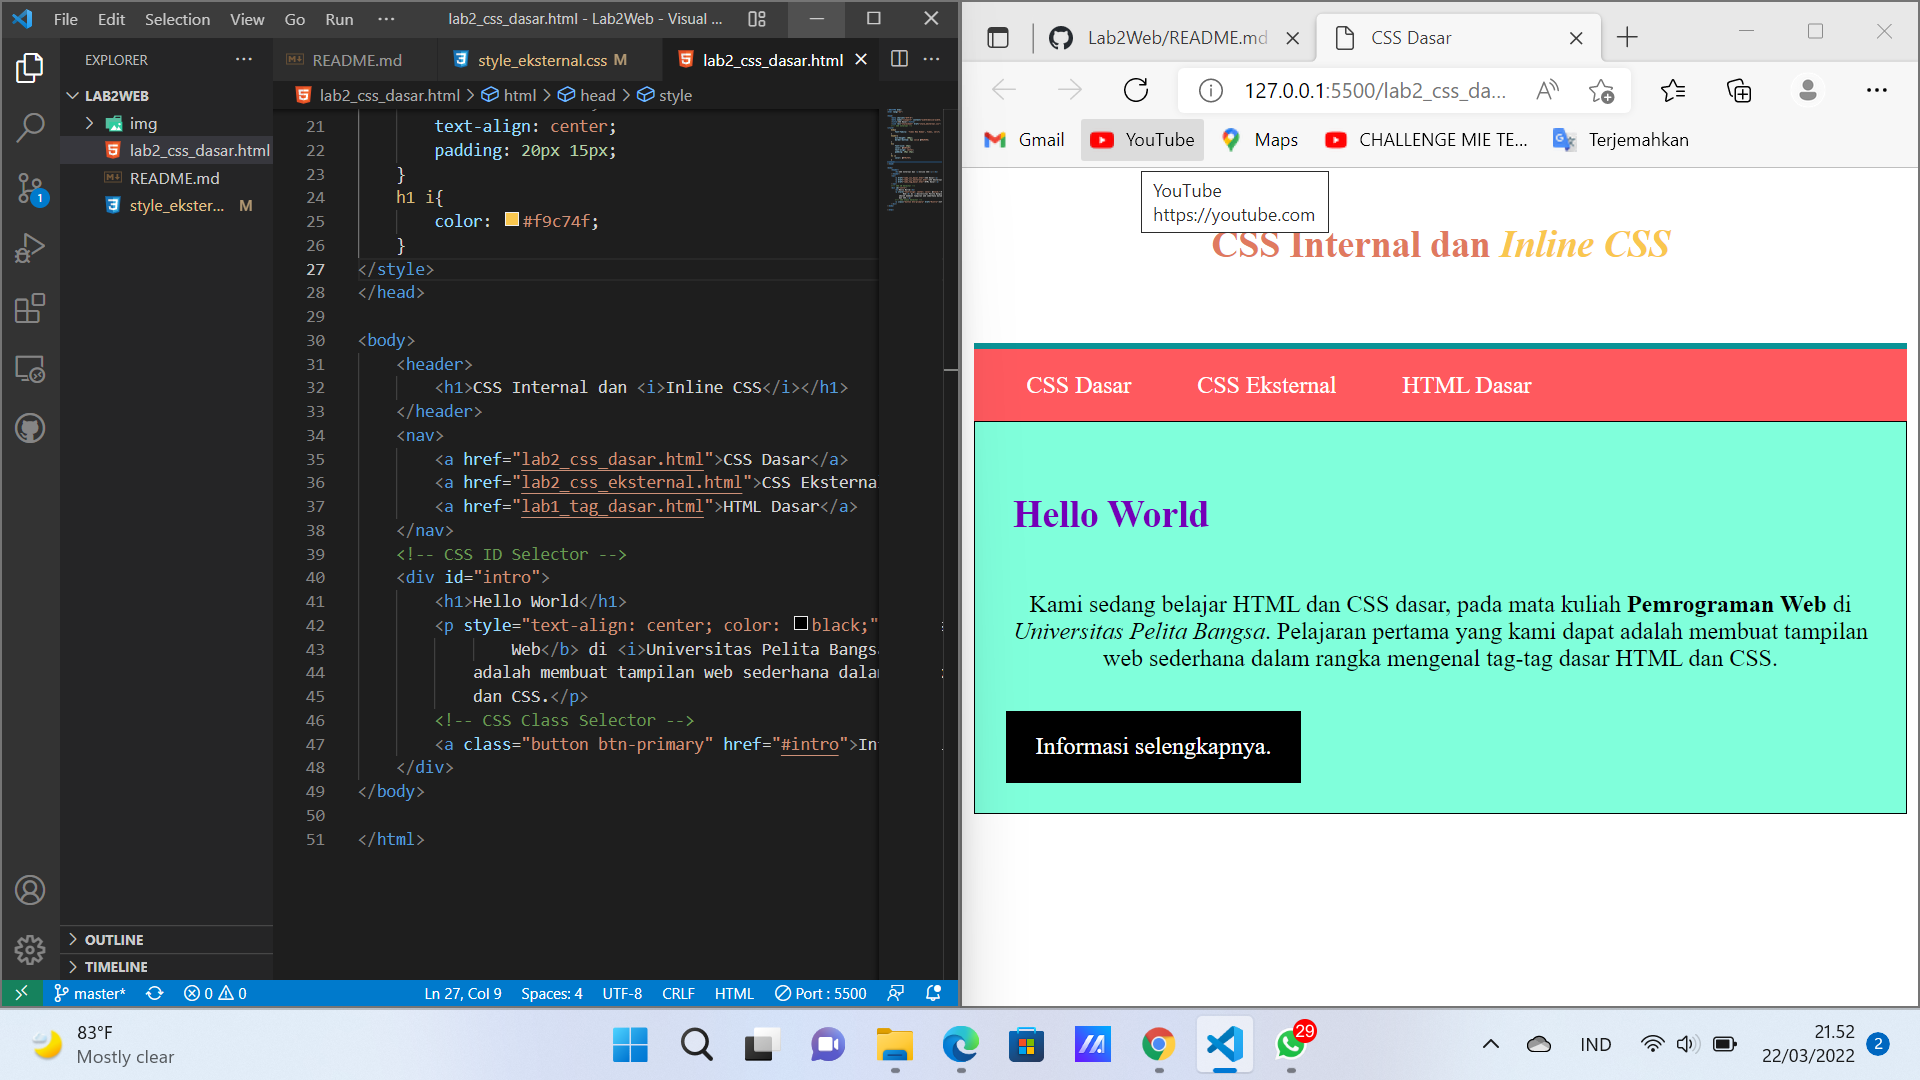 File Edit Selection View Go Run ··· lab2_css_dasar.html - Lab2Web - Visual ...
EXPLORER ···
LAB2WEB
img
lab2_css_dasar.html
README.md
style_ekster... M
OUTLINE
TIMELINE
1
README.md style_eksternal.css M lab2_css_dasar.html
lab2_css_dasar.html > html > head > style
21 text-align: center;
22 padding: 20px 15px;
23 }
24 h1 i{
25 color: #f9c74f;
26 }
27 </style>
28 </head>
29
30 <body>
31 <header>
32 <h1>CSS Internal dan <i>Inline CSS</i></h1>
33 </header>
34 <nav>
35 <a href="lab2_css_dasar.html">CSS Dasar</a>
36 <a href="lab2_css_eksternal.html">CSS Eksterna
37 <a href="lab1_tag_dasar.html">HTML Dasar</a>
38 </nav>
39 <!-- CSS ID Selector -->
40 <div id="intro">
41 <h1>Hello World</h1>
42 <p style="text-align: center; color: black;"
43 Web</b> di <i>Universitas Pelita Bangs
44 adalah membuat tampilan web sederhana dala
45 dan CSS.</p>
46 <!-- CSS Class Selector -->
47 <a class="button btn-primary" href="#intro">In
48 </div>
49 </body>
50
51 </html>
master* 0 0 Ln 27, Col 9 Spaces: 4 UTF-8 CRLF HTML Port : 5500
Lab2Web/README.md CSS Dasar
127.0.0.1:5500/lab2_css_da...
Gmail YouTube Maps CHALLENGE MIE TE... Terjemahkan
YouTube
https://youtube.com
CSS Internal dan Inline CSS
CSS Dasar CSS Eksternal HTML Dasar
Hello World
Kami sedang belajar HTML dan CSS dasar, pada mata kuliah Pemrograman Web di
Universitas Pelita Bangsa. Pelajaran pertama yang kami dapat adalah membuat tampilan
web sederhana dalam rangka mengenal tag-tag dasar HTML dan CSS.
Informasi selengkapnya.
83°F
Mostly clear
29
IND
21.52
22/03/2022
2